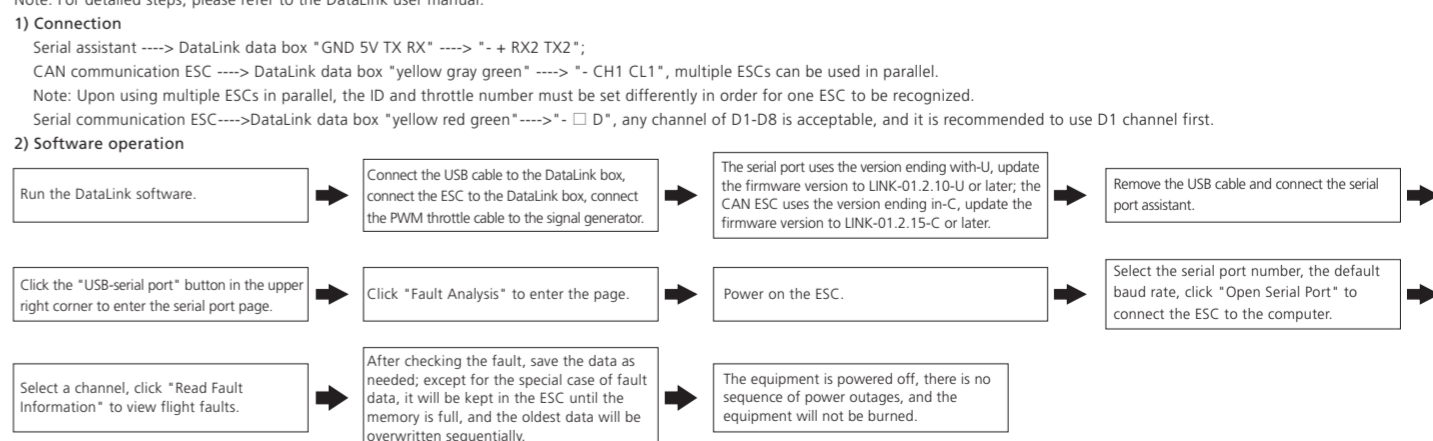 Note: For detailed steps, please refer to the DataLink user manual.
1) Connection
Serial assistant ----> DataLink data box "GND 5V TX RX" ----> "- + RX2 TX2";
CAN communication ESC ----> DataLink data box "yellow gray green" ----> "- CH1 CL1", multiple ESCs can be used in parallel.
Note: Upon using multiple ESCs in parallel, the ID and throttle number must be set differently in order for one ESC to be recognized.
Serial communication ESC---->DataLink data box "yellow red green"---->"- □ D", any channel of D1-D8 is acceptable, and it is recommended to use D1 channel first.
2) Software operation
Run the DataLink software.
Connect the USB cable to the DataLink box,
connect the ESC to the DataLink box, connect
the PWM throttle cable to the signal generator.
The serial port uses the version ending with-U, update
the firmware version to LINK-01.2.10-U or later; the
CAN ESC uses the version ending in-C, update the
firmware version to LINK-01.2.15-C or later.
Remove the USB cable and connect the serial
port assistant.
Click the "USB-serial port" button in the upper
right corner to enter the serial port page.
Click "Fault Analysis" to enter the page.
Power on the ESC.
Select the serial port number, the default
baud rate, click "Open Serial Port" to
connect the ESC to the computer.
Select a channel, click "Read Fault
Information" to view flight faults.
After checking the fault, save the data as
needed; except for the special case of fault
data, it will be kept in the ESC until the
memory is full, and the oldest data will be
overwritten sequentially.
The equipment is powered off, there is no
sequence of power outages, and the
equipment will not be burned.